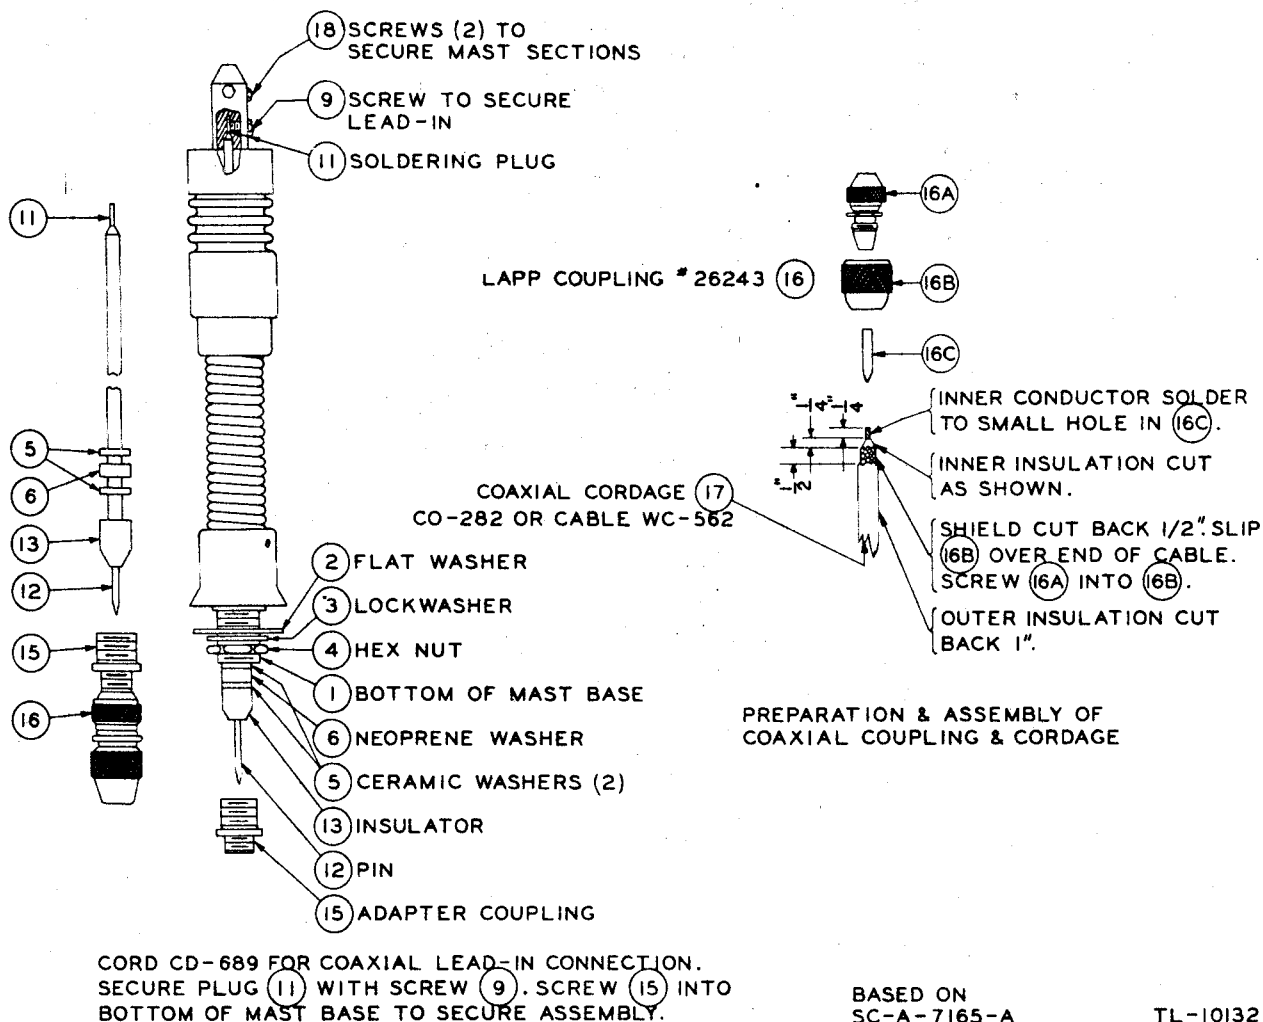 18 SCREWS (2) TO
SECURE MAST SECTIONS
9 SCREW TO SECURE
LEAD-IN
11 SOLDERING PLUG
11
5
6
13
12
15
16
2 FLAT WASHER
3 LOCKWASHER
4 HEX NUT
1 BOTTOM OF MAST BASE
6 NEOPRENE WASHER
5 CERAMIC WASHERS (2)
13 INSULATOR
12 PIN
15 ADAPTER COUPLING
CORD CD-689 FOR COAXIAL LEAD-IN CONNECTION.
SECURE PLUG 11 WITH SCREW 9. SCREW 15 INTO
BOTTOM OF MAST BASE TO SECURE ASSEMBLY.
16A
LAPP COUPLING #26243 16
16B
16C
1/4"
1/4"
1/2"
INNER CONDUCTOR SOLDER
TO SMALL HOLE IN 16C.
INNER INSULATION CUT
AS SHOWN.
COAXIAL CORDAGE 17
CO-282 OR CABLE WC-562
SHIELD CUT BACK 1/2". SLIP
16B OVER END OF CABLE.
SCREW 16A INTO 16B.
OUTER INSULATION CUT
BACK 1".
PREPARATION & ASSEMBLY OF
COAXIAL COUPLING & CORDAGE
BASED ON
SC-A-7165-A
TL-10132